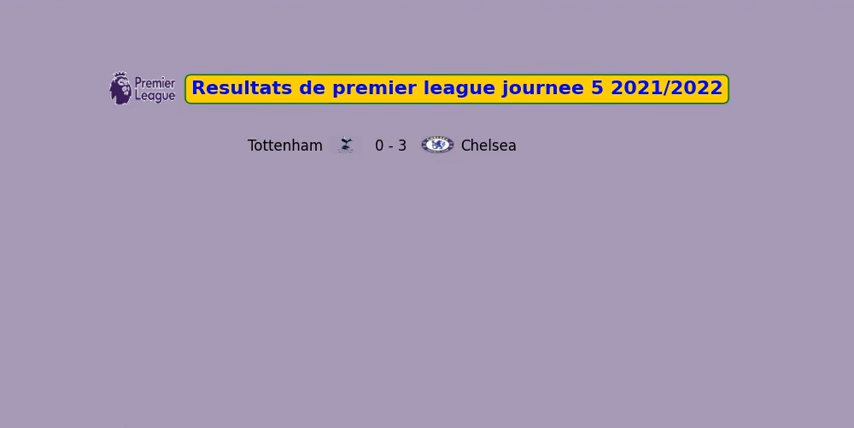 Premier
League
Resultats de premier league journee 5 2021/2022
Tottenham 0 - 3 Chelsea